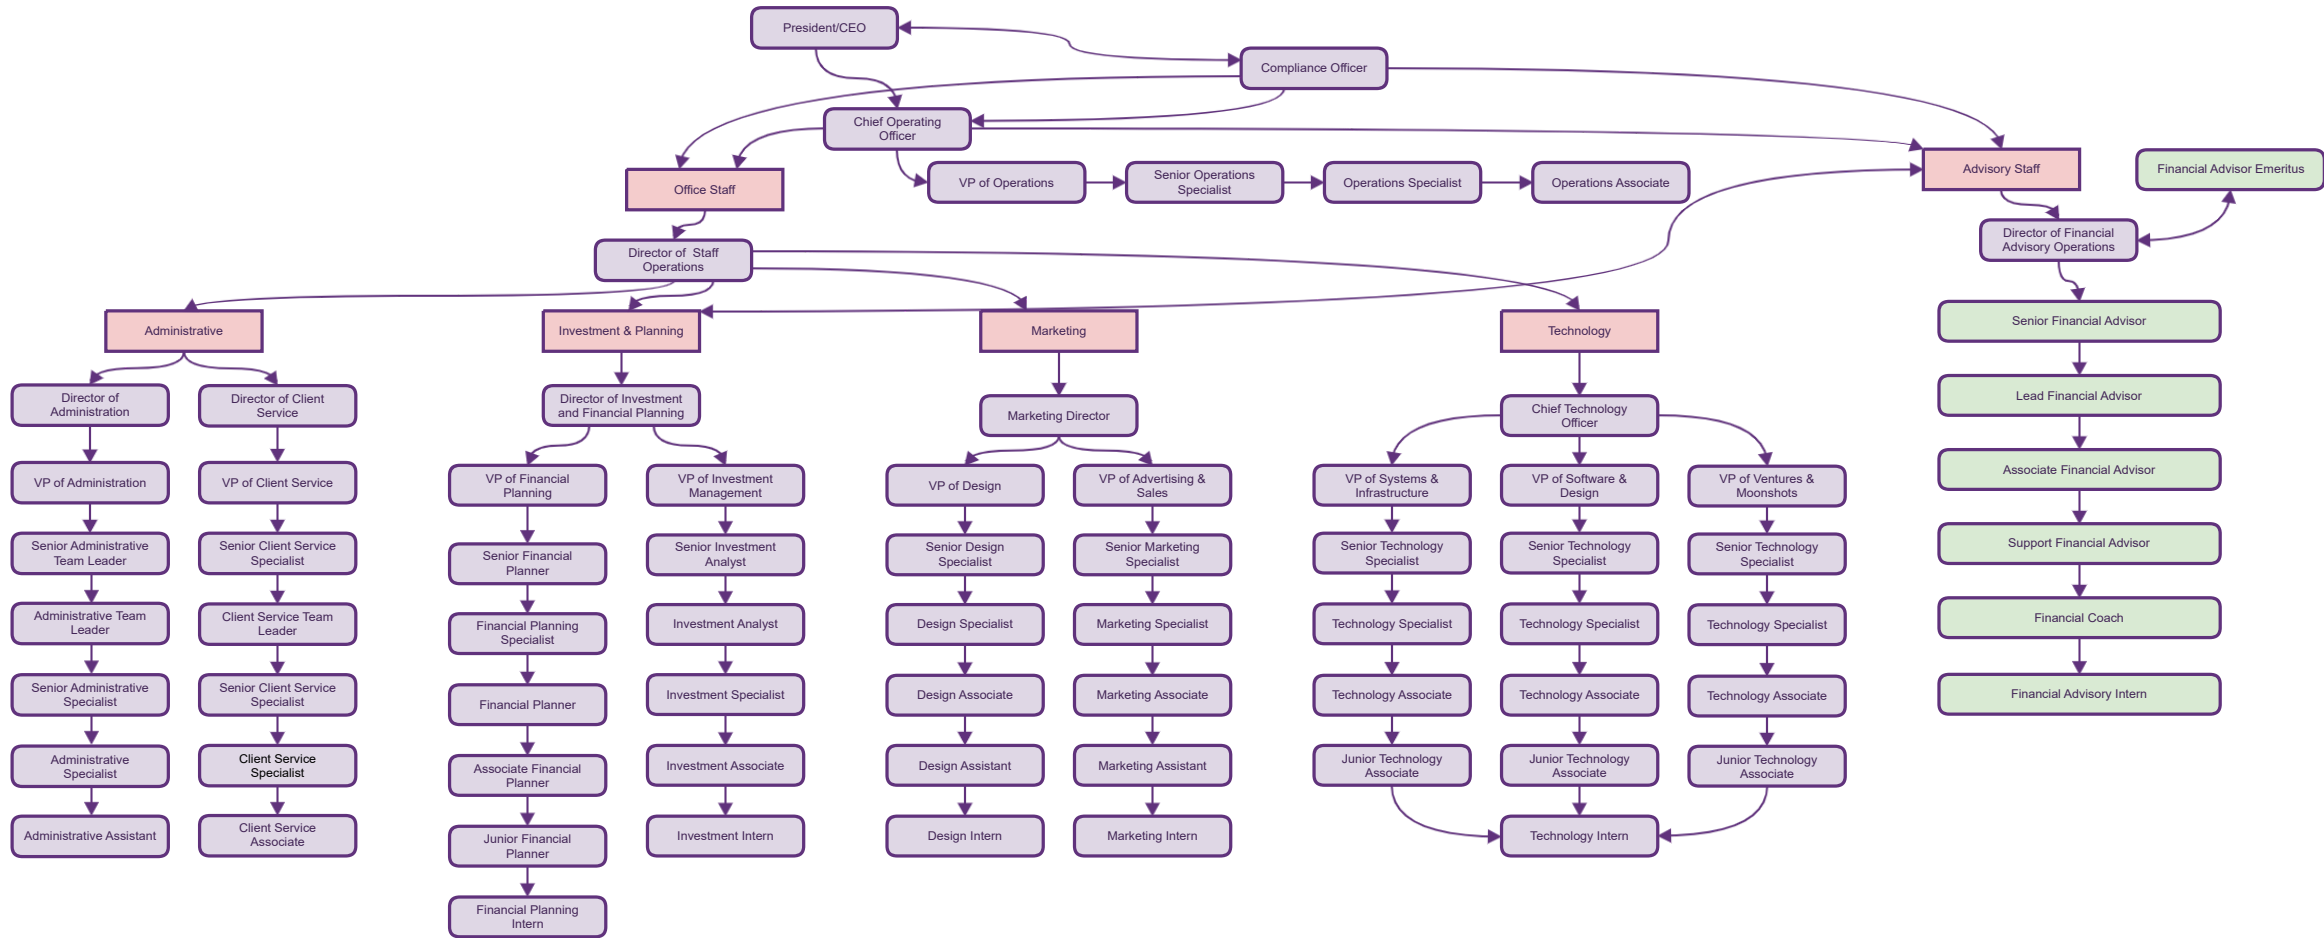 President/CEO
Compliance Officer
Chief Operating
Officer
Office Staff
VP of Operations
Senior Operations
Specialist
Operations Specialist
Operations Associate
Advisory Staff
Financial Advisor Emeritus
Director of  Staff
Operations
Director of Financial
Advisory Operations
Administrative
Investment & Planning
Marketing
Technology
Director of
Administration
VP of Administration
Senior Administrative
Team Leader
Administrative Team
Leader
Senior Administrative
Specialist
Administrative
Specialist
Administrative Assistant
Director of Client
Service
VP of Client Service
Senior Client Service
Specialist
Client Service Team
Leader
Senior Client Service
Specialist
Client Service
Specialist
Client Service
Associate
Director of Investment
and Financial Planning
VP of Financial
Planning
Senior Financial
Planner
Financial Planning
Specialist
Financial Planner
Associate Financial
Planner
Junior Financial
Planner
Financial Planning
Intern
VP of Investment
Management
Senior Investment
Analyst
Investment Analyst
Investment Specialist
Investment Associate
Investment Intern
Marketing Director
VP of Design
Senior Design
Specialist
Design Specialist
Design Associate
Design Assistant
Design Intern
VP of Advertising &
Sales
Senior Marketing
Specialist
Marketing Specialist
Marketing Associate
Marketing Assistant
Marketing Intern
Chief Technology
Officer
VP of Systems &
Infrastructure
Senior Technology
Specialist
Technology Specialist
Technology Associate
Junior Technology
Associate
VP of Software &
Design
Senior Technology
Specialist
Technology Specialist
Technology Associate
Junior Technology
Associate
Technology Intern
VP of Ventures &
Moonshots
Senior Technology
Specialist
Technology Specialist
Technology Associate
Junior Technology
Associate
Senior Financial Advisor
Lead Financial Advisor
Associate Financial Advisor
Support Financial Advisor
Financial Coach
Financial Advisory Intern